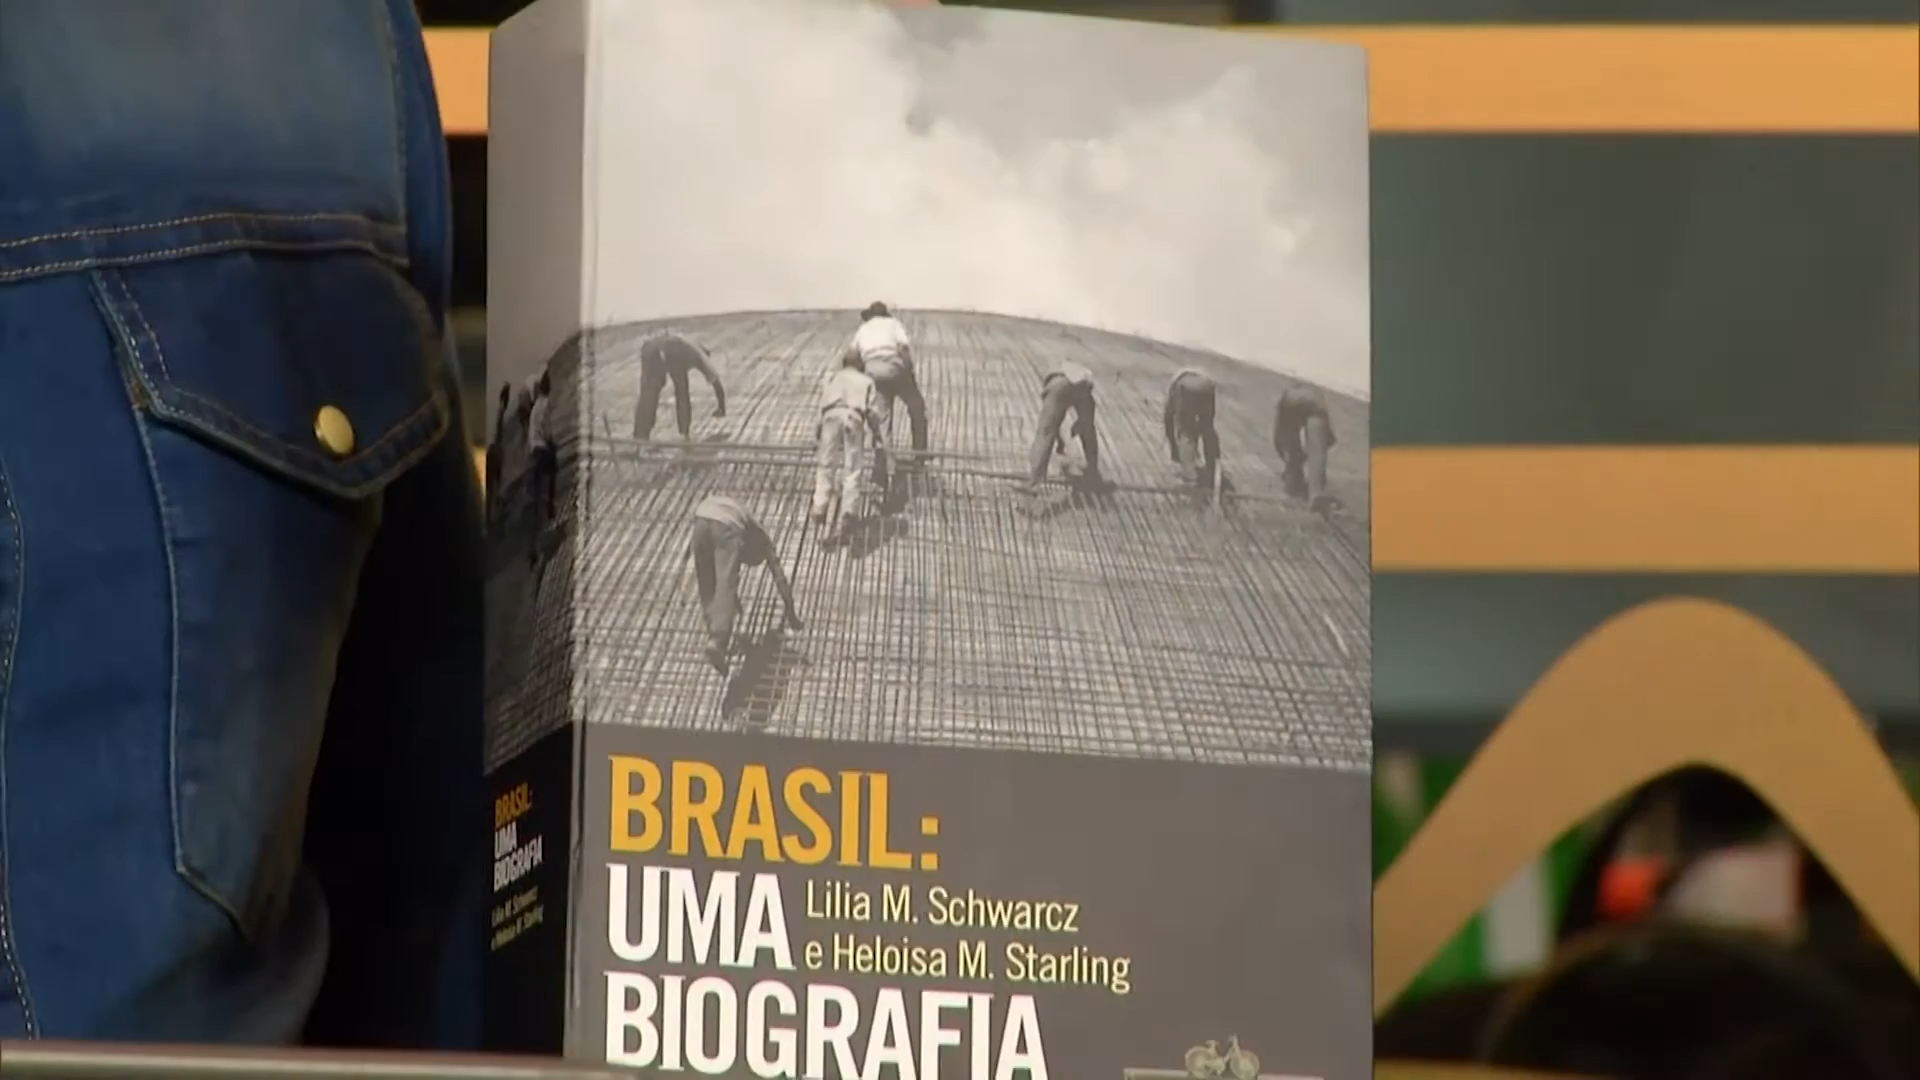 BRASIL:
UMA
BIOGRAFIA
Lilia M. Schwarcz
e Heloisa M. Starling
BRASIL:
UMA
BIOGRAFIA
Lilia M. Schwarcz
e Heloisa M. Starling